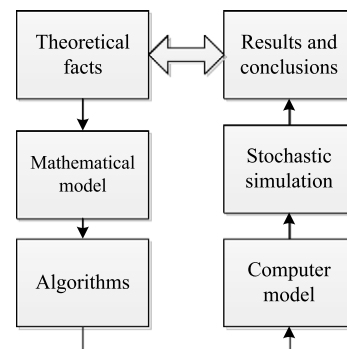 Theoretical
facts
Results and
conclusions
Mathematical
model
Stochastic
simulation
Algorithms
Computer
model